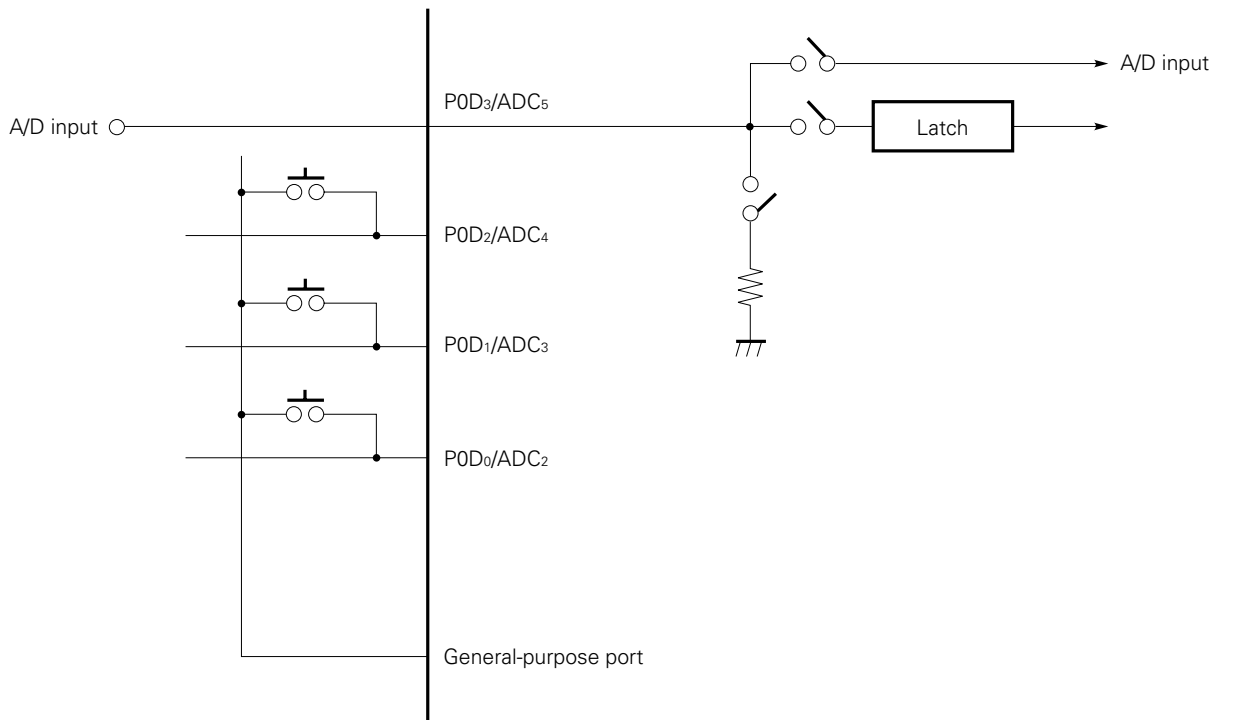 A/D input
P0D₃/ADC₅
A/D input
Latch
P0D₂/ADC₄
P0D₁/ADC₃
P0D₀/ADC₂
General-purpose port